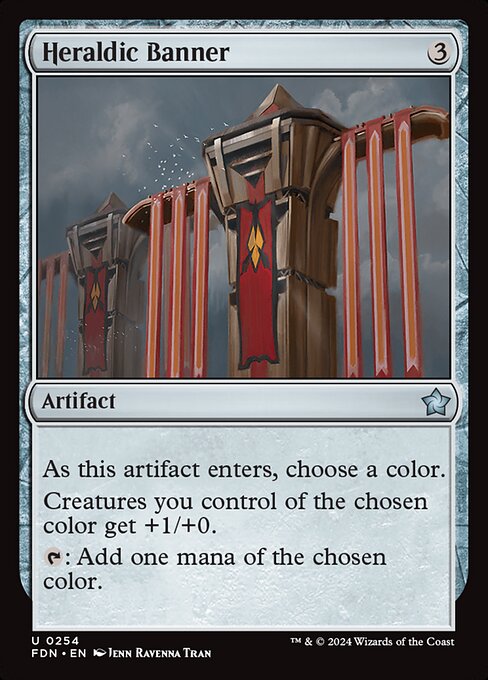 Heraldic Banner 3
Artifact
As this artifact enters, choose a color.
Creatures you control of the chosen
color get +1/+0.
: Add one mana of the chosen
color.
U 0254
FDN • EN Jenn Ravenna Tran
™ & © 2024 Wizards of the Coast